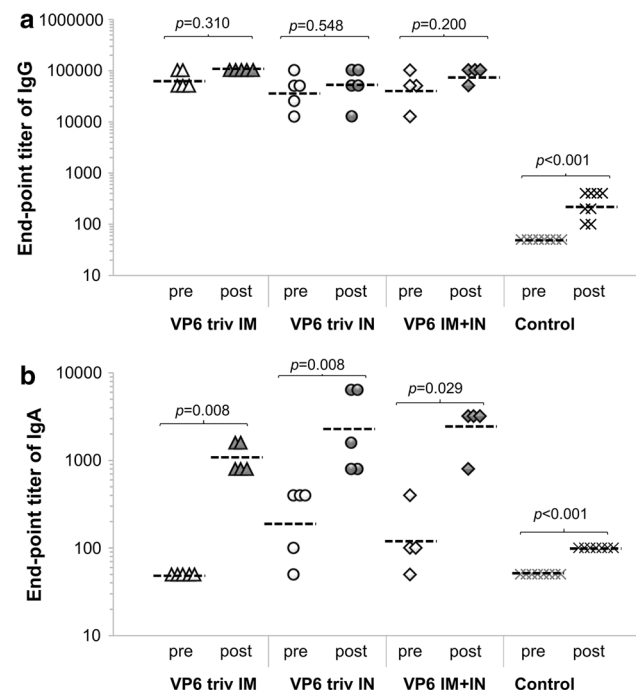 a
1000000
100000
10000
1000
100
10
End-point titer of IgG
p=0.310
p=0.548
p=0.200
p<0.001
pre post pre post pre post pre post
VP6 triv IM VP6 triv IN VP6 IM+IN Control
b
10000
1000
100
10
End-point titer of IgA
p=0.008
p=0.008
p=0.029
p<0.001
pre post pre post pre post pre post
VP6 triv IM VP6 triv IN VP6 IM+IN Control